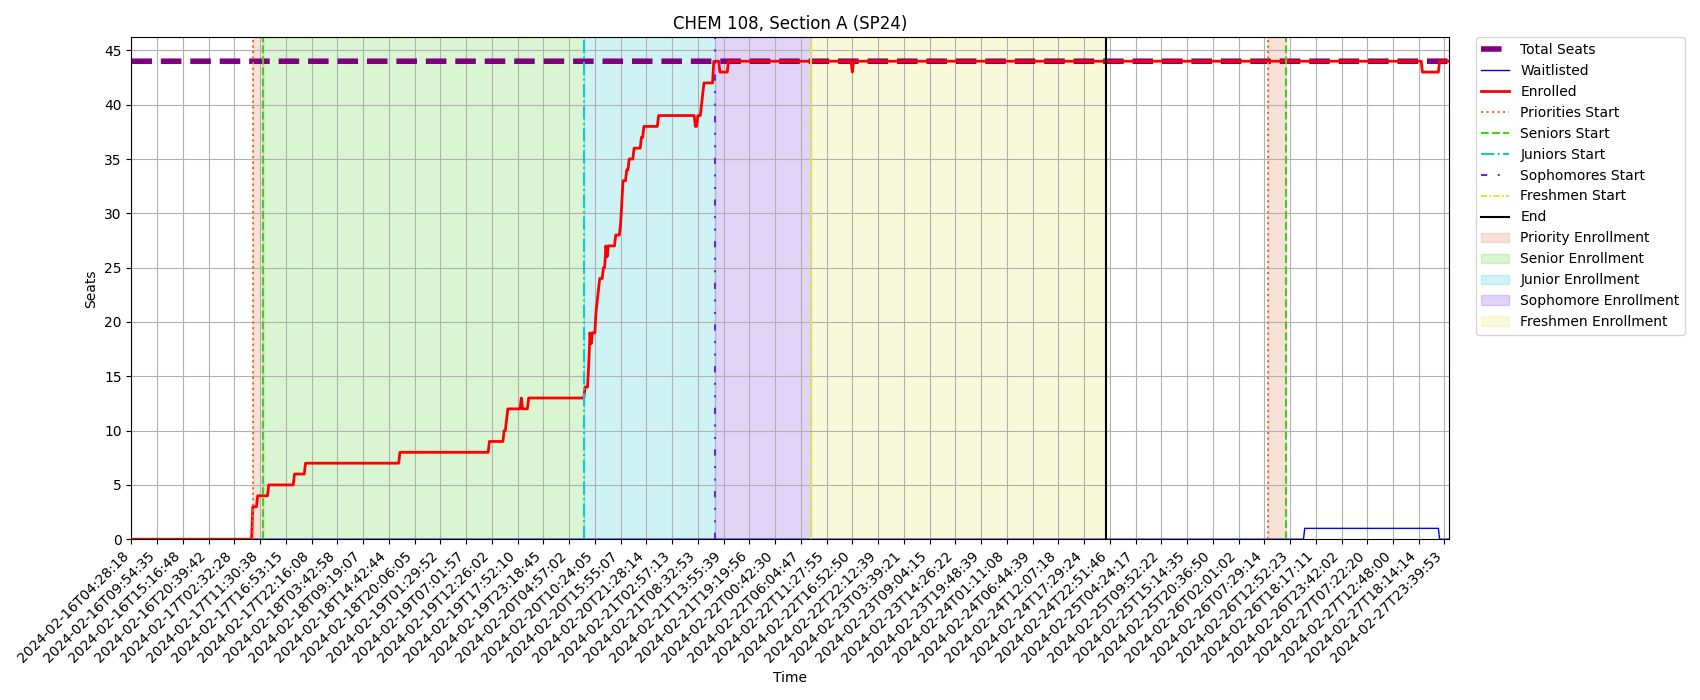 CHEM 108, Section A (SP24)
Seats
45
40
35
30
25
20
15
10
5
0
2024-02-16T04:28:18
2024-02-16T09:54:35
2024-02-16T15:16:48
2024-02-16T20:39:42
2024-02-17T02:32:28
2024-02-17T11:30:38
2024-02-17T16:53:15
2024-02-17T22:16:08
2024-02-18T03:42:58
2024-02-18T09:19:07
2024-02-18T14:42:44
2024-02-18T20:06:05
2024-02-19T01:29:52
2024-02-19T07:01:57
2024-02-19T12:26:02
2024-02-19T17:52:10
2024-02-19T23:18:45
2024-02-20T04:57:02
2024-02-20T10:24:05
2024-02-20T15:55:07
2024-02-20T21:28:14
2024-02-21T02:57:13
2024-02-21T08:32:53
2024-02-21T13:55:39
2024-02-21T19:19:56
2024-02-22T00:42:30
2024-02-22T06:04:47
2024-02-22T11:27:55
2024-02-22T16:52:50
2024-02-22T22:12:39
2024-02-23T03:39:21
2024-02-23T09:04:15
2024-02-23T14:26:22
2024-02-23T19:48:39
2024-02-24T01:11:08
2024-02-24T06:44:39
2024-02-24T12:07:18
2024-02-24T17:29:24
2024-02-24T22:51:46
2024-02-25T04:24:17
2024-02-25T09:52:22
2024-02-25T15:14:35
2024-02-25T20:36:50
2024-02-26T02:01:02
2024-02-26T07:29:14
2024-02-26T12:52:23
2024-02-26T18:17:11
2024-02-26T23:42:02
2024-02-27T07:22:20
2024-02-27T12:48:00
2024-02-27T18:14:14
2024-02-27T23:39:53
Time
Total Seats
Waitlisted
Enrolled
Priorities Start
Seniors Start
Juniors Start
Sophomores Start
Freshmen Start
End
Priority Enrollment
Senior Enrollment
Junior Enrollment
Sophomore Enrollment
Freshmen Enrollment